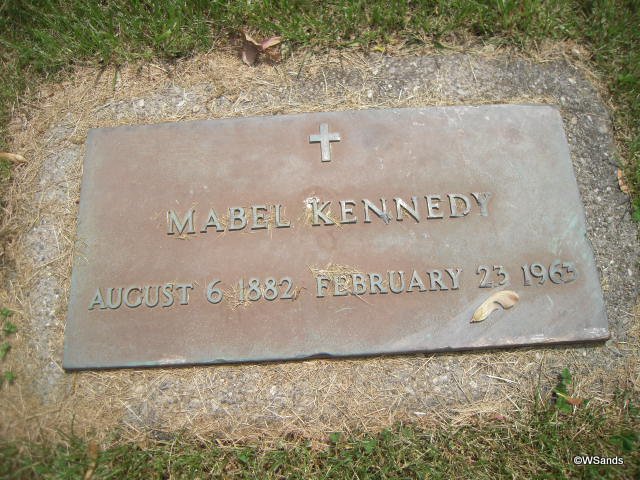 MABEL KENNEDY
AUGUST 6 1882 FEBRUARY 23 1963
©WSands